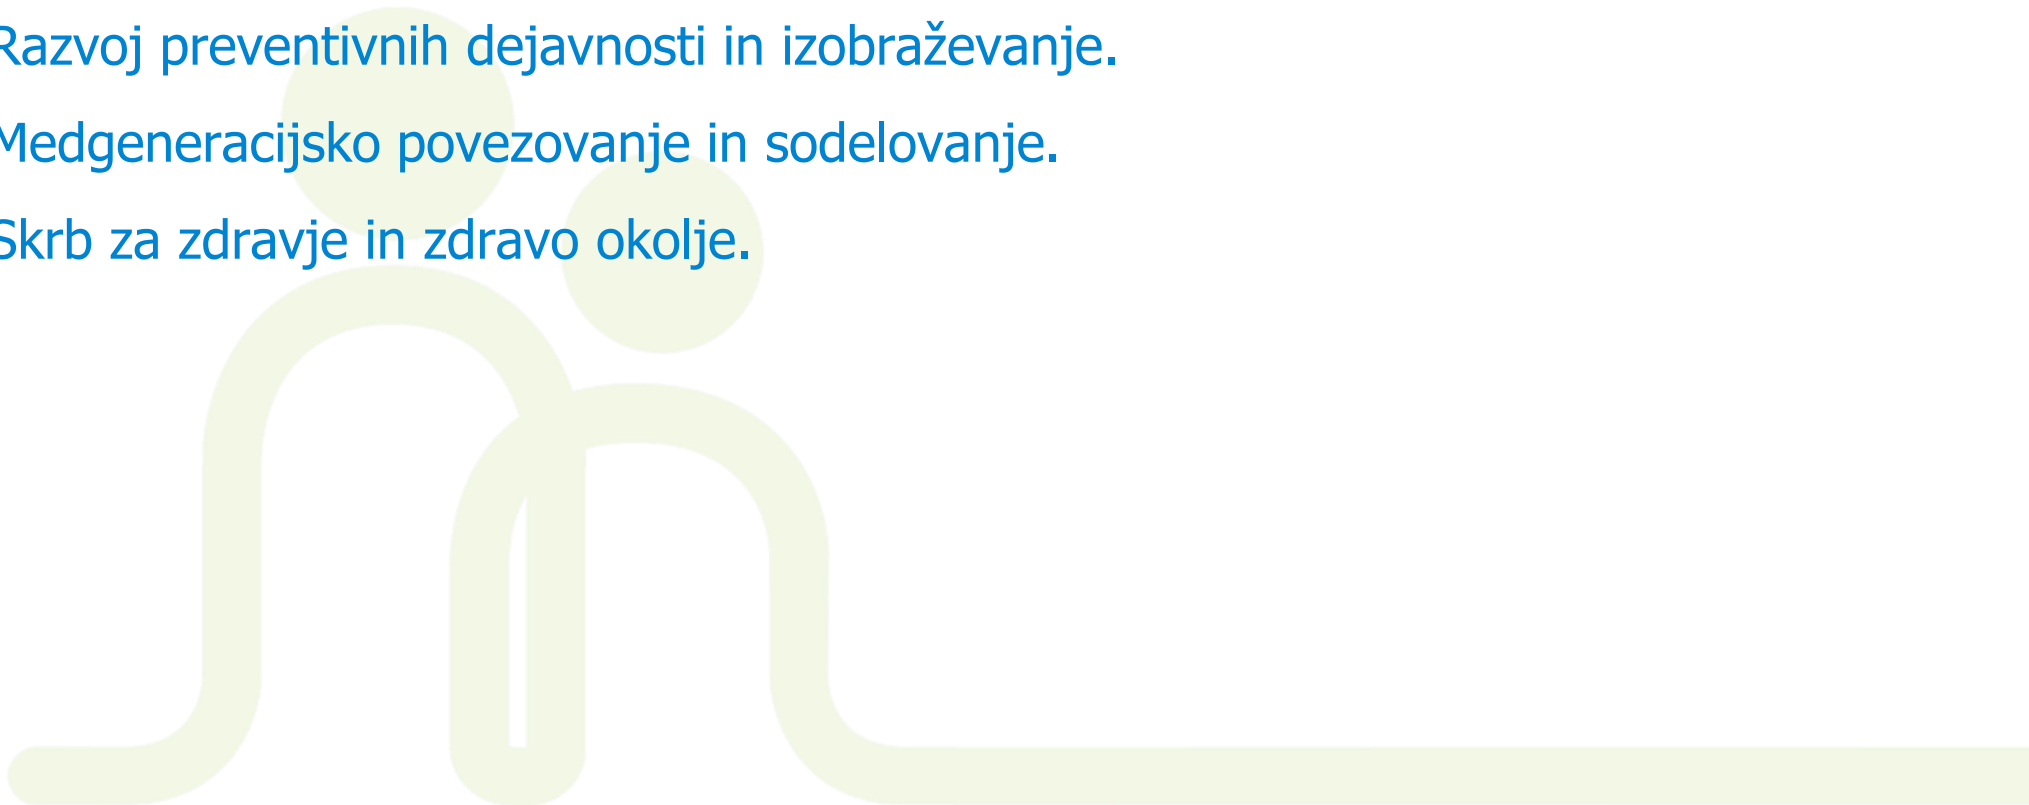 Razvoj preventivnih dejavnosti in izobraževanje.
Medgeneracijsko povezovanje in sodelovanje.
Skrb za zdravje in zdravo okolje.